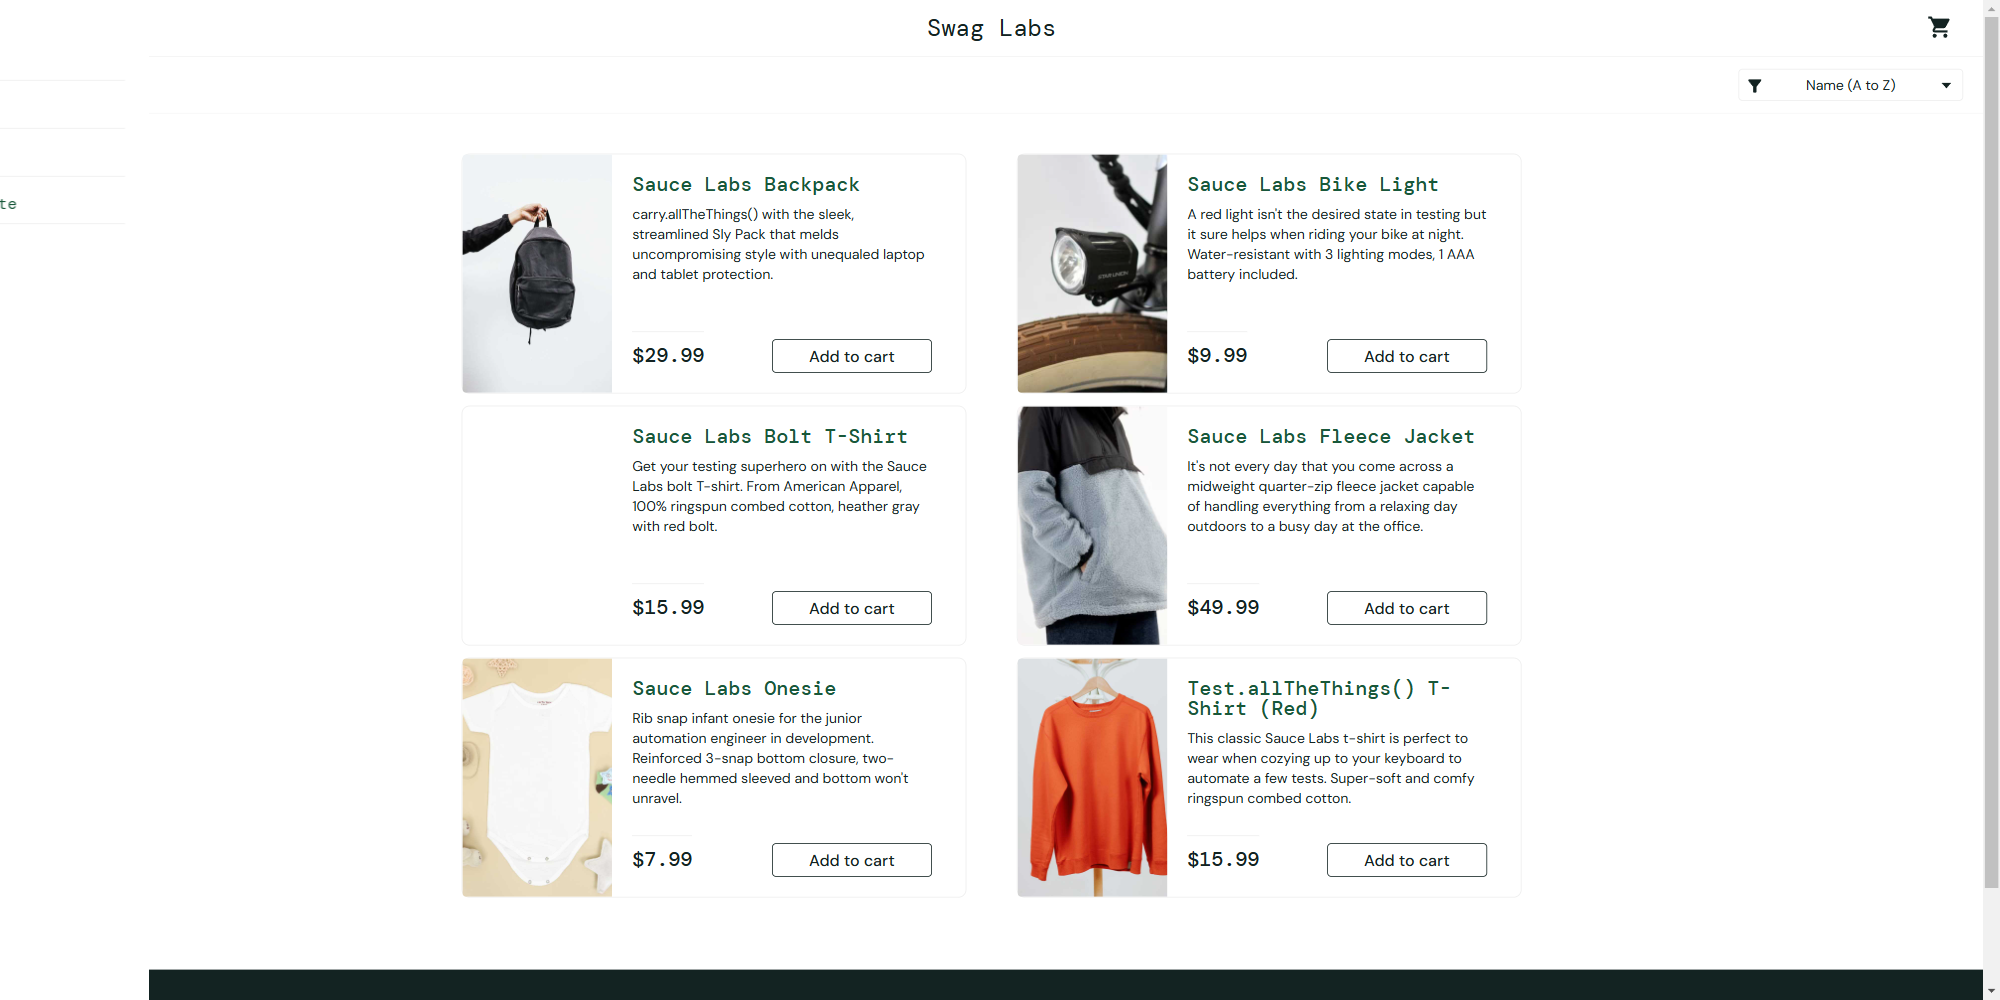 Swag Labs
Name (A to Z)
te
Sauce Labs Backpack
carry.allTheThings() with the sleek,
streamlined Sly Pack that melds
uncompromising style with unequaled laptop
and tablet protection.
$29.99
Add to cart
Sauce Labs Bike Light
A red light isn't the desired state in testing but
it sure helps when riding your bike at night.
Water-resistant with 3 lighting modes, 1 AAA
battery included.
$9.99
Add to cart
Sauce Labs Bolt T-Shirt
Get your testing superhero on with the Sauce
Labs bolt T-shirt. From American Apparel,
100% ringspun combed cotton, heather gray
with red bolt.
$15.99
Add to cart
Sauce Labs Fleece Jacket
It's not every day that you come across a
midweight quarter-zip fleece jacket capable
of handling everything from a relaxing day
outdoors to a busy day at the office.
$49.99
Add to cart
Sauce Labs Onesie
Rib snap infant onesie for the junior
automation engineer in development.
Reinforced 3-snap bottom closure, two-
needle hemmed sleeved and bottom won't
unravel.
$7.99
Add to cart
Test.allTheThings() T-
Shirt (Red)
This classic Sauce Labs t-shirt is perfect to
wear when cozying up to your keyboard to
automate a few tests. Super-soft and comfy
ringspun combed cotton.
$15.99
Add to cart